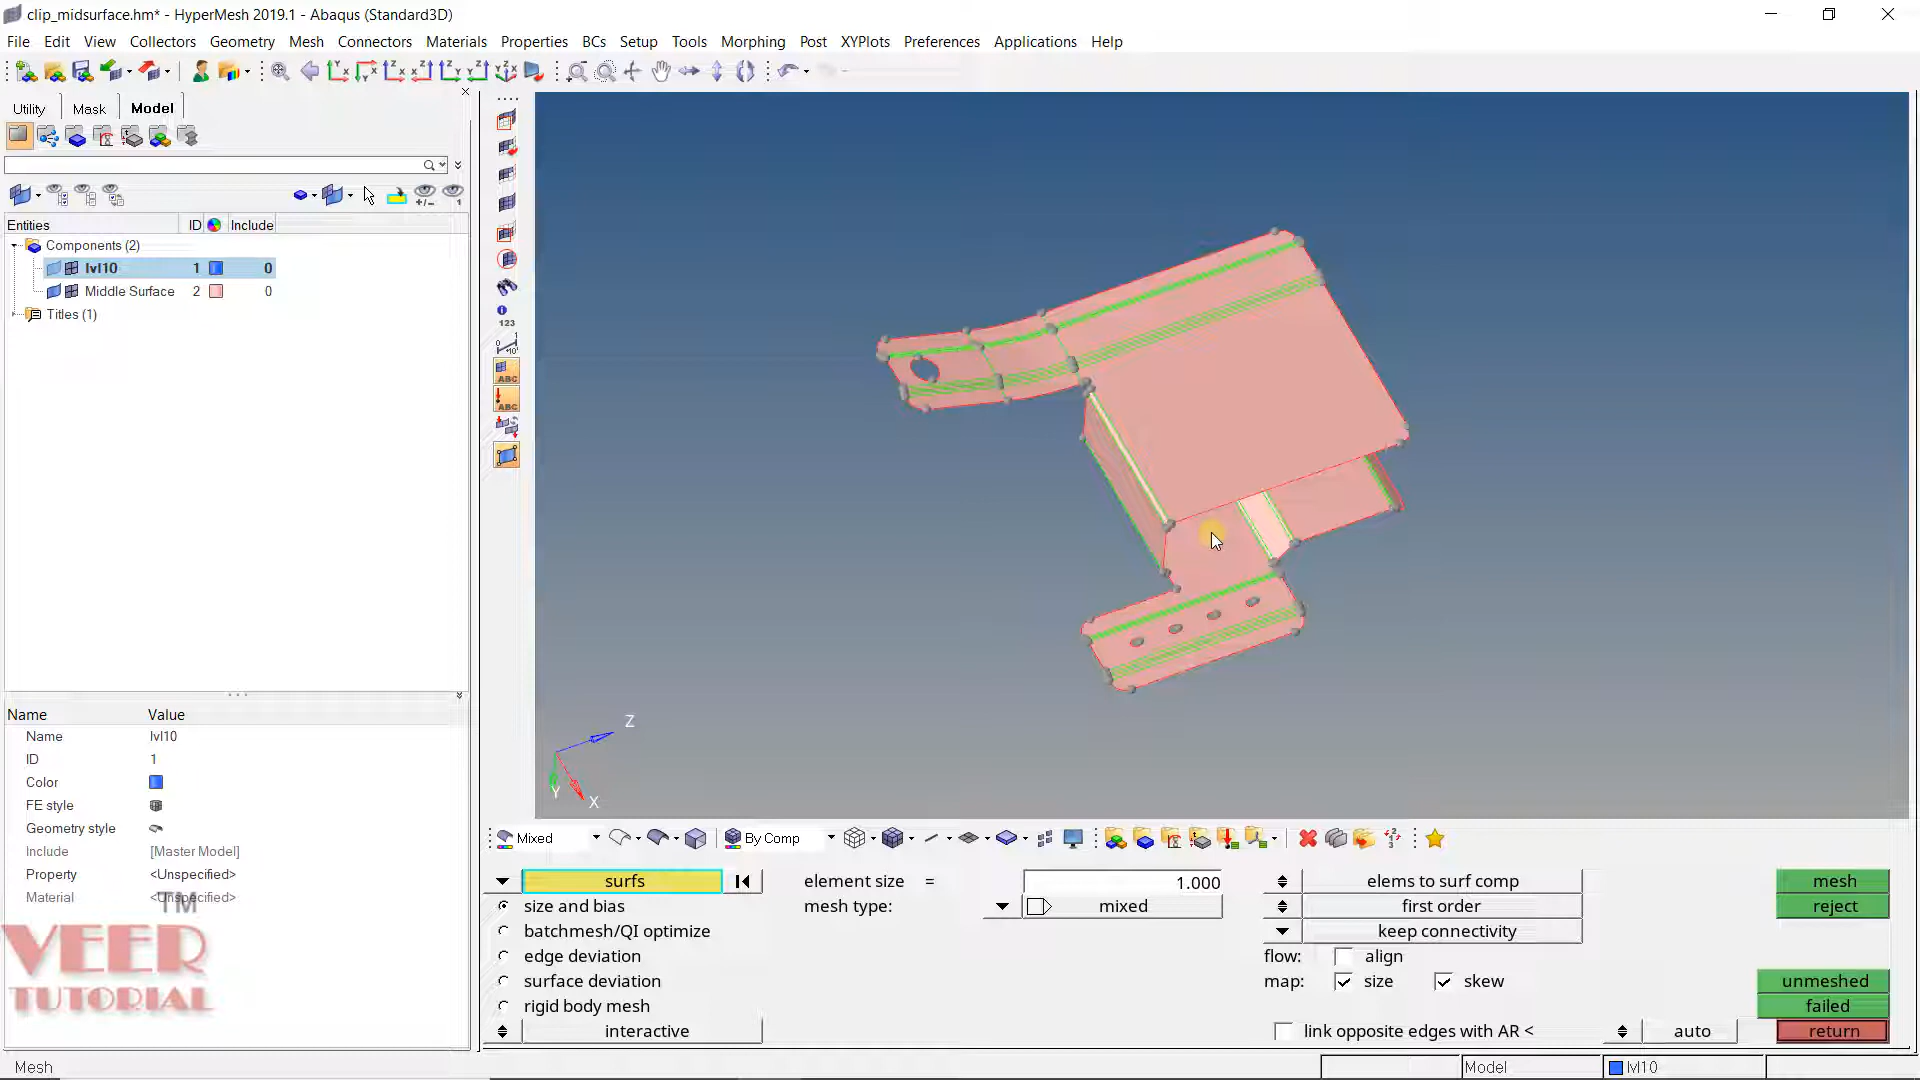 clip_midsurface.hm* - HyperMesh 2019.1 - Abaqus (Standard3D)
File Edit View Collectors Geometry Mesh Connectors Materials Properties BCs Setup Tools Morphing Post XYPlots Preferences Applications Help
Utility Mask Model
Entities ID Include
Components (2)
lvl10 1 0
Middle Surface 2 0
Titles (1)
123
ABC
ABC
Z
Y
X
Name Value
Name lvl10
ID 1
Color
FE style
Geometry style
Include [Master Model]
Property <Unspecified>
Material <Unspecified>
TM
VEER
TUTORIAL
Mixed By Comp
surfs element size = 1.000 elems to surf comp mesh
size and bias mesh type: mixed first order reject
batchmesh/QI optimize keep connectivity
edge deviation flow: align
surface deviation map: size skew unmeshed
rigid body mesh failed
interactive link opposite edges with AR < auto return
Mesh Model lvl10